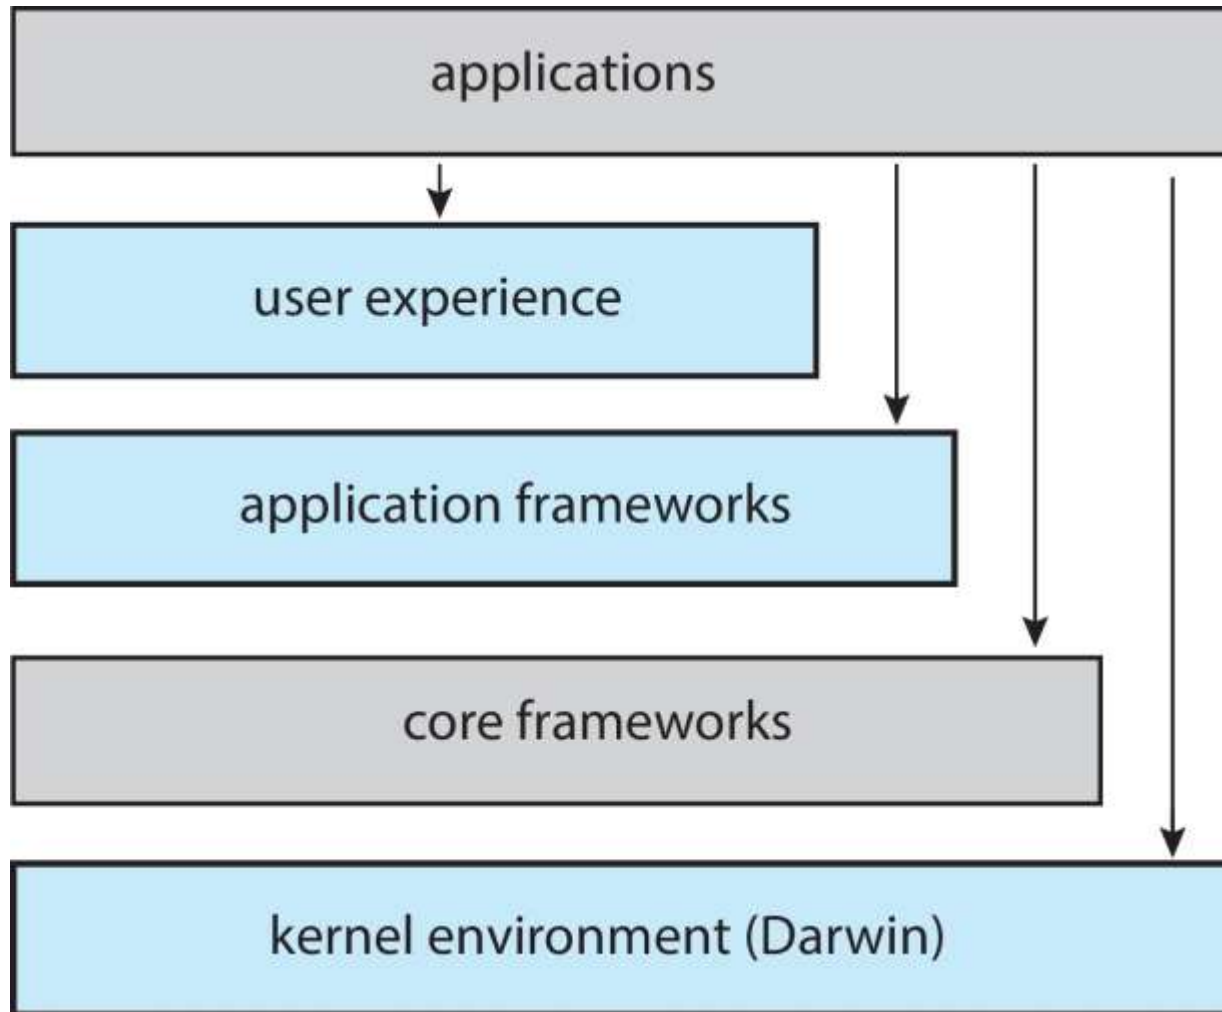 applications
user experience
application frameworks
core frameworks
kernel environment (Darwin)